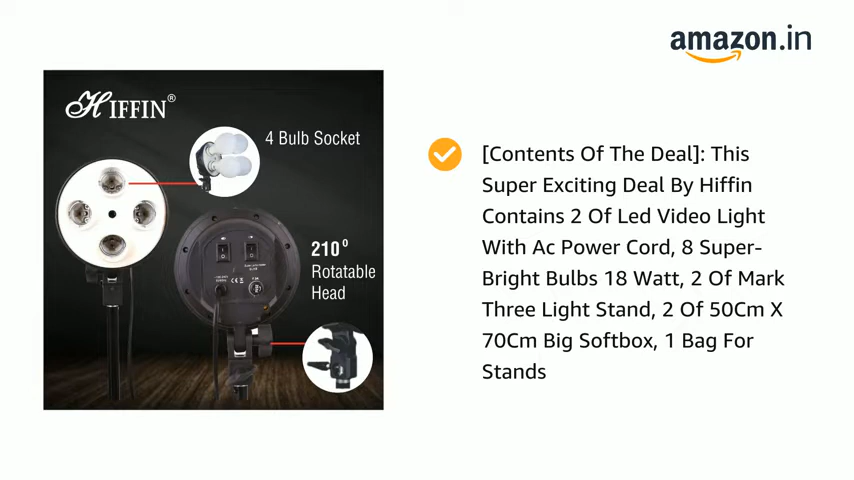 amazon.in
HIFFIN®
4 Bulb Socket
210°
Rotatable
Head
[Contents Of The Deal]: This
Super Exciting Deal By Hiffin
Contains 2 Of Led Video Light
With Ac Power Cord, 8 Super-
Bright Bulbs 18 Watt, 2 Of Mark
Three Light Stand, 2 Of 50Cm X
70Cm Big Softbox, 1 Bag For
Stands